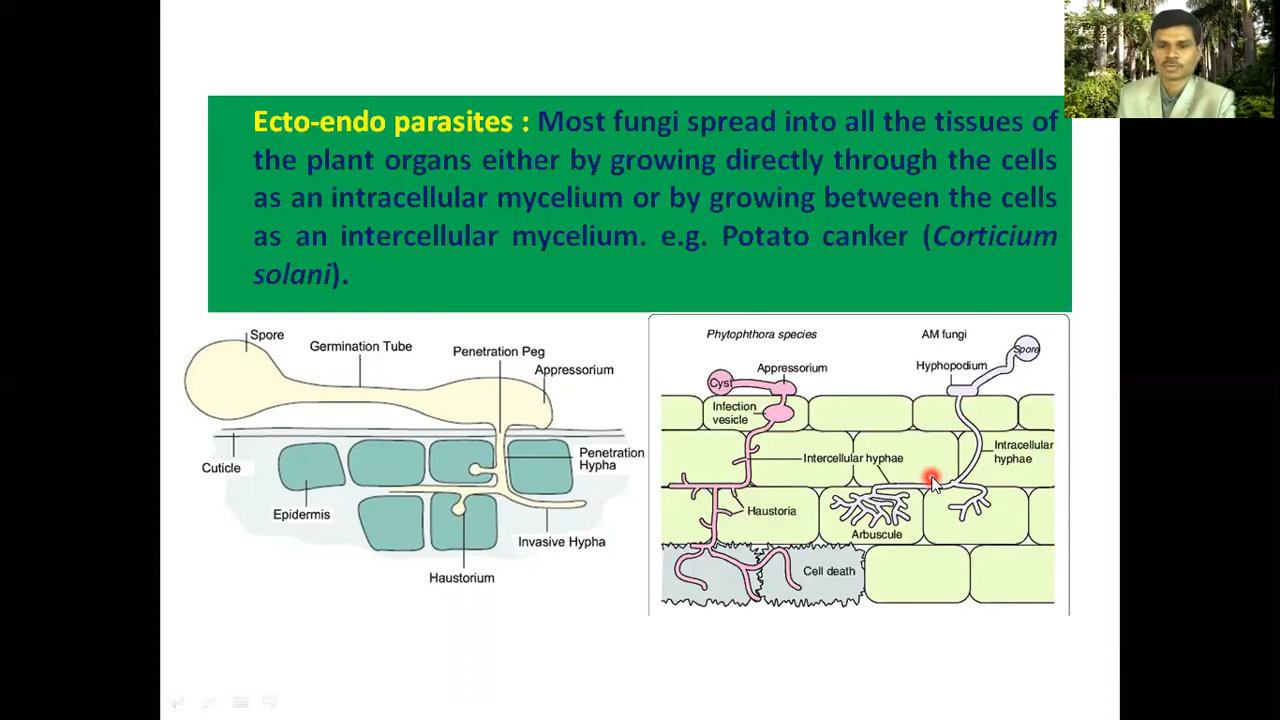 Ecto-endo parasites : Most fungi spread into all the tissues of
the plant organs either by growing directly through the cells
as an intracellular mycelium or by growing between the cells
as an intercellular mycelium. e.g. Potato canker (Corticium
solani).
Spore
Germination Tube
Penetration Peg
Appressorium
Cuticle
Penetration
Hypha
Epidermis
Invasive Hypha
Haustorium
Phytophthora species
AM fungi
Spore
Appressorium
Hyphopodium
Cyst
Infection
vesicle
Intercellular hyphae
Intracellular
hyphae
Haustoria
Arbuscule
Cell death